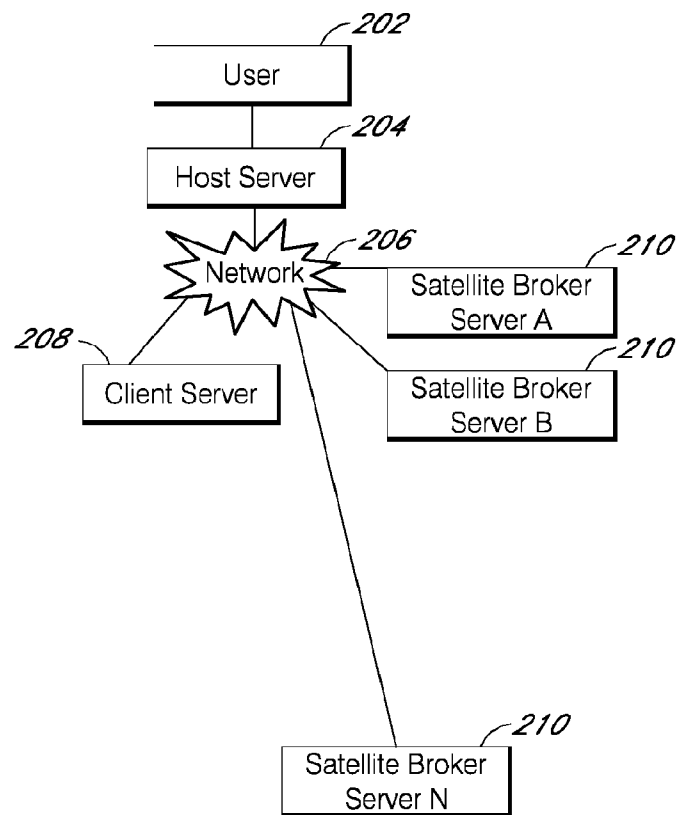 202
User
204
Host Server
206
Network
210
Satellite Broker
Server A
208
Client Server
210
Satellite Broker
Server B
210
Satellite Broker
Server N